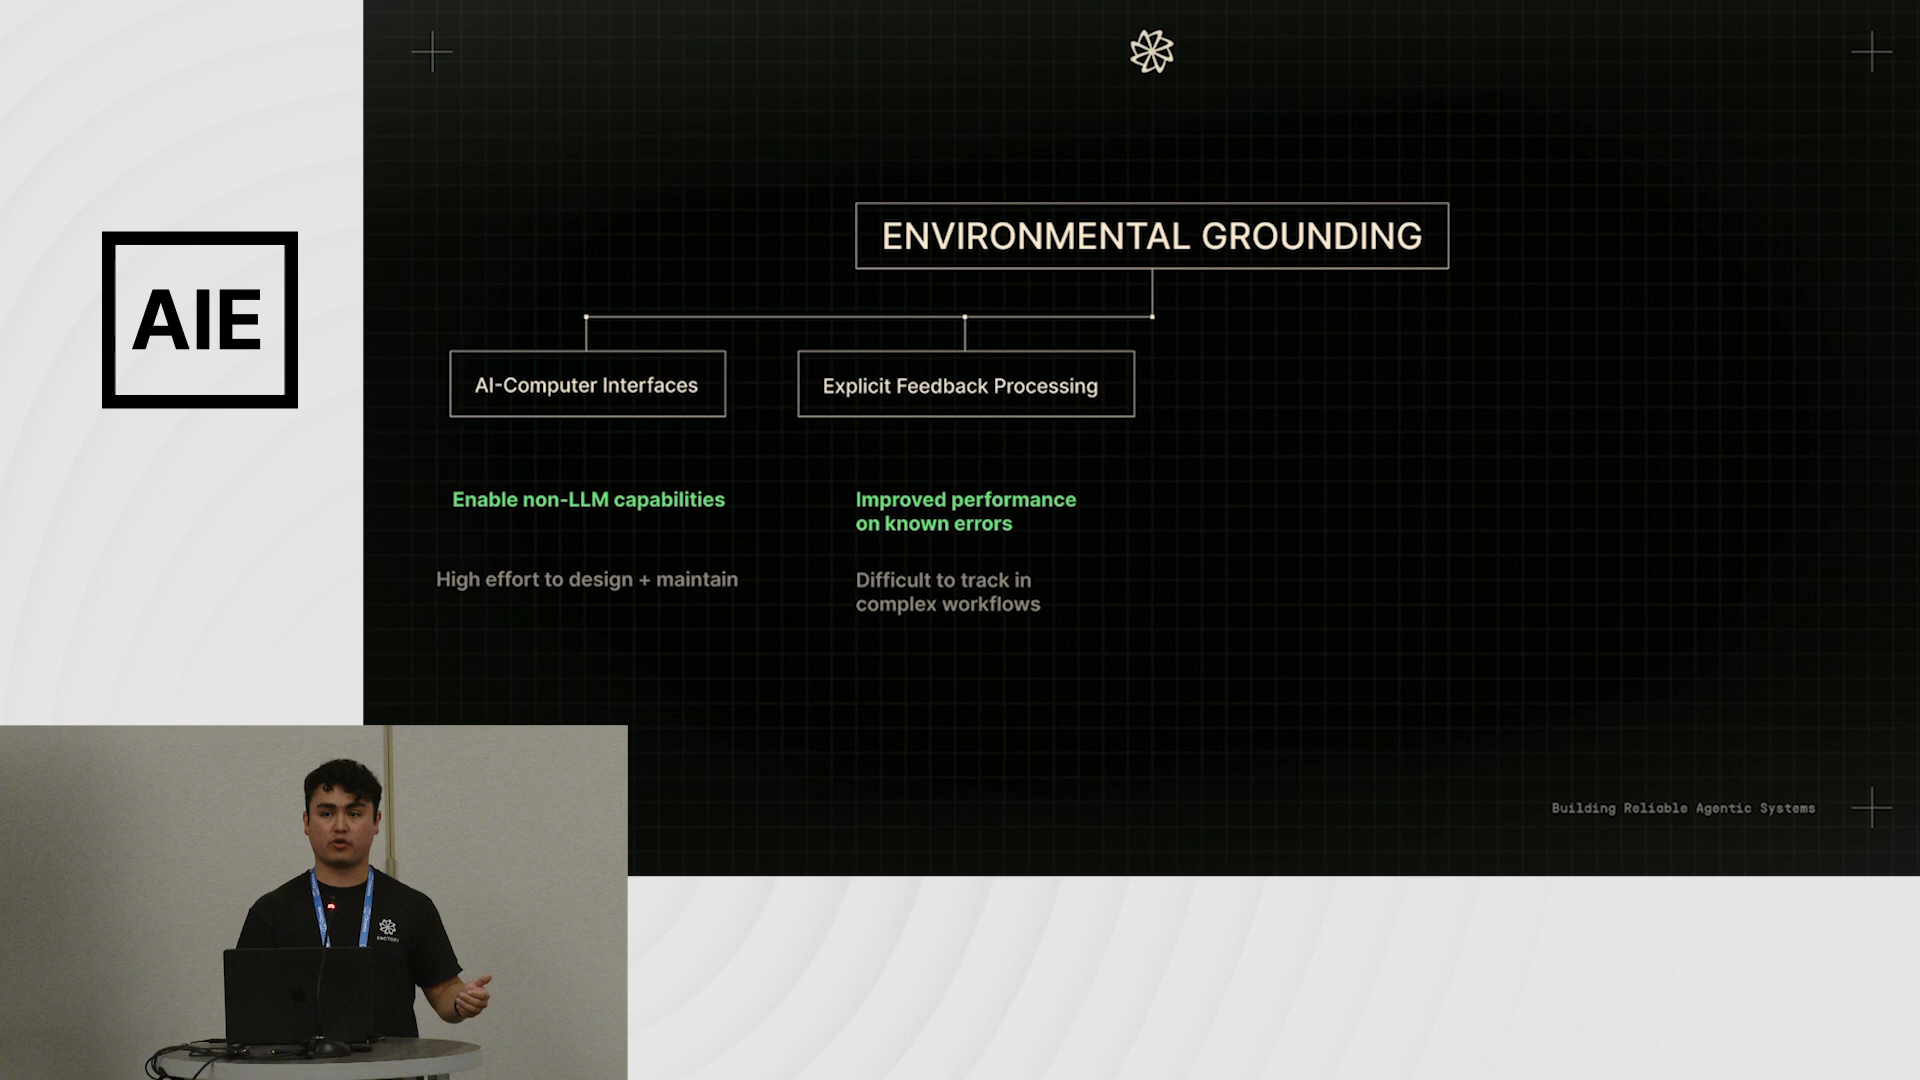 AIE
ENVIRONMENTAL GROUNDING
AI-Computer Interfaces
Explicit Feedback Processing
Enable non-LLM capabilities
Improved performance
on known errors
High effort to design + maintain
Difficult to track in
complex workflows
Building Reliable Agentic Systems
FACTORY